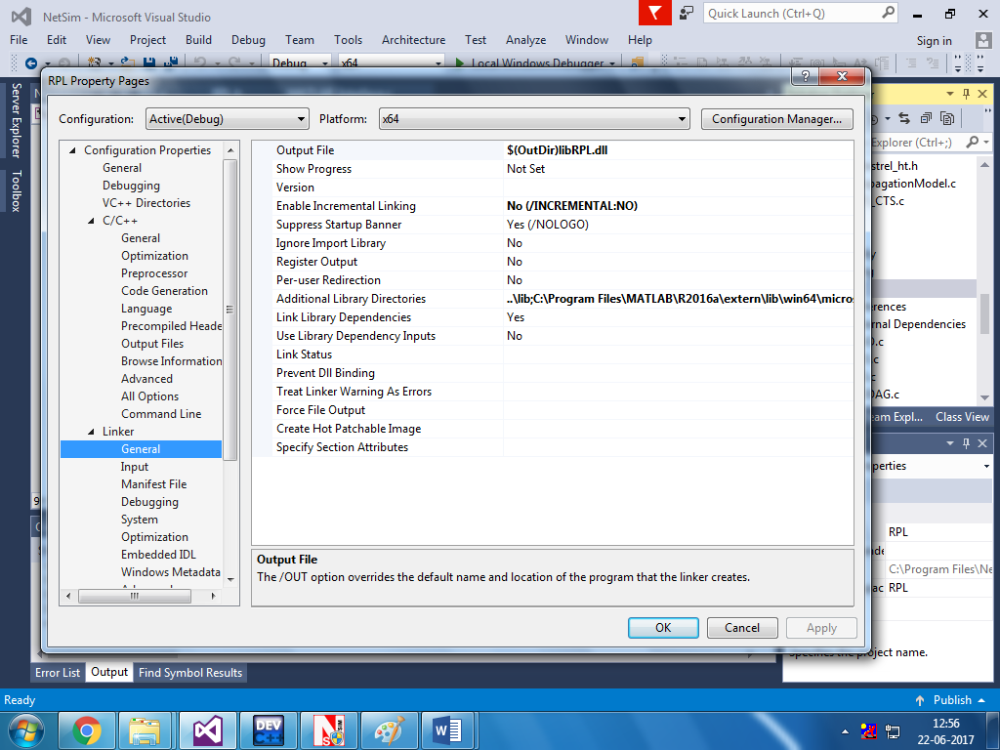 NetSim - Microsoft Visual Studio
Quick Launch (Ctrl+Q)
File Edit View Project Build Debug Team Tools Architecture Test Analyze Window Help
Sign in
Debug x64 Local Windows Debugger
Server Explorer
Toolbox
RPL Property Pages
Configuration: Active(Debug) Platform: x64 Configuration Manager...
Configuration Properties
General
Debugging
VC++ Directories
C/C++
General
Optimization
Preprocessor
Code Generation
Language
Precompiled Heade
Output Files
Browse Information
Advanced
All Options
Command Line
Linker
General
Input
Manifest File
Debugging
System
Optimization
Embedded IDL
Windows Metadata
Output File $(OutDir)libRPL.dll
Show Progress Not Set
Version
Enable Incremental Linking No (/INCREMENTAL:NO)
Suppress Startup Banner Yes (/NOLOGO)
Ignore Import Library No
Register Output No
Per-user Redirection No
Additional Library Directories ..\lib;C:\Program Files\MATLAB\R2016a\extern\lib\win64\micros
Link Library Dependencies Yes
Use Library Dependency Inputs No
Link Status
Prevent Dll Binding
Treat Linker Warning As Errors
Force File Output
Create Hot Patchable Image
Specify Section Attributes
Output File
The /OUT option overrides the default name and location of the program that the linker creates.
OK Cancel Apply
Explorer (Ctrl+;)
strel_ht.h
pagationModel.c
_CTS.c
rences
rnal Dependencies
AG.c
am Expl... Class View
perties
RPL
C:\Program Files\Ne
RPL
Specifies the project name.
Error List Output Find Symbol Results
Ready
Publish
DEV
C++
12:56
22-06-2017